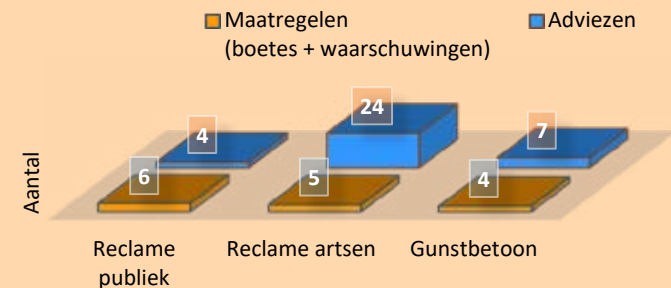 Maatregelen
(boetes + waarschuwingen)
Adviezen
24
4
7
6
5
4
Aantal
Reclame
publiek
Reclame artsen
Gunstbetoon